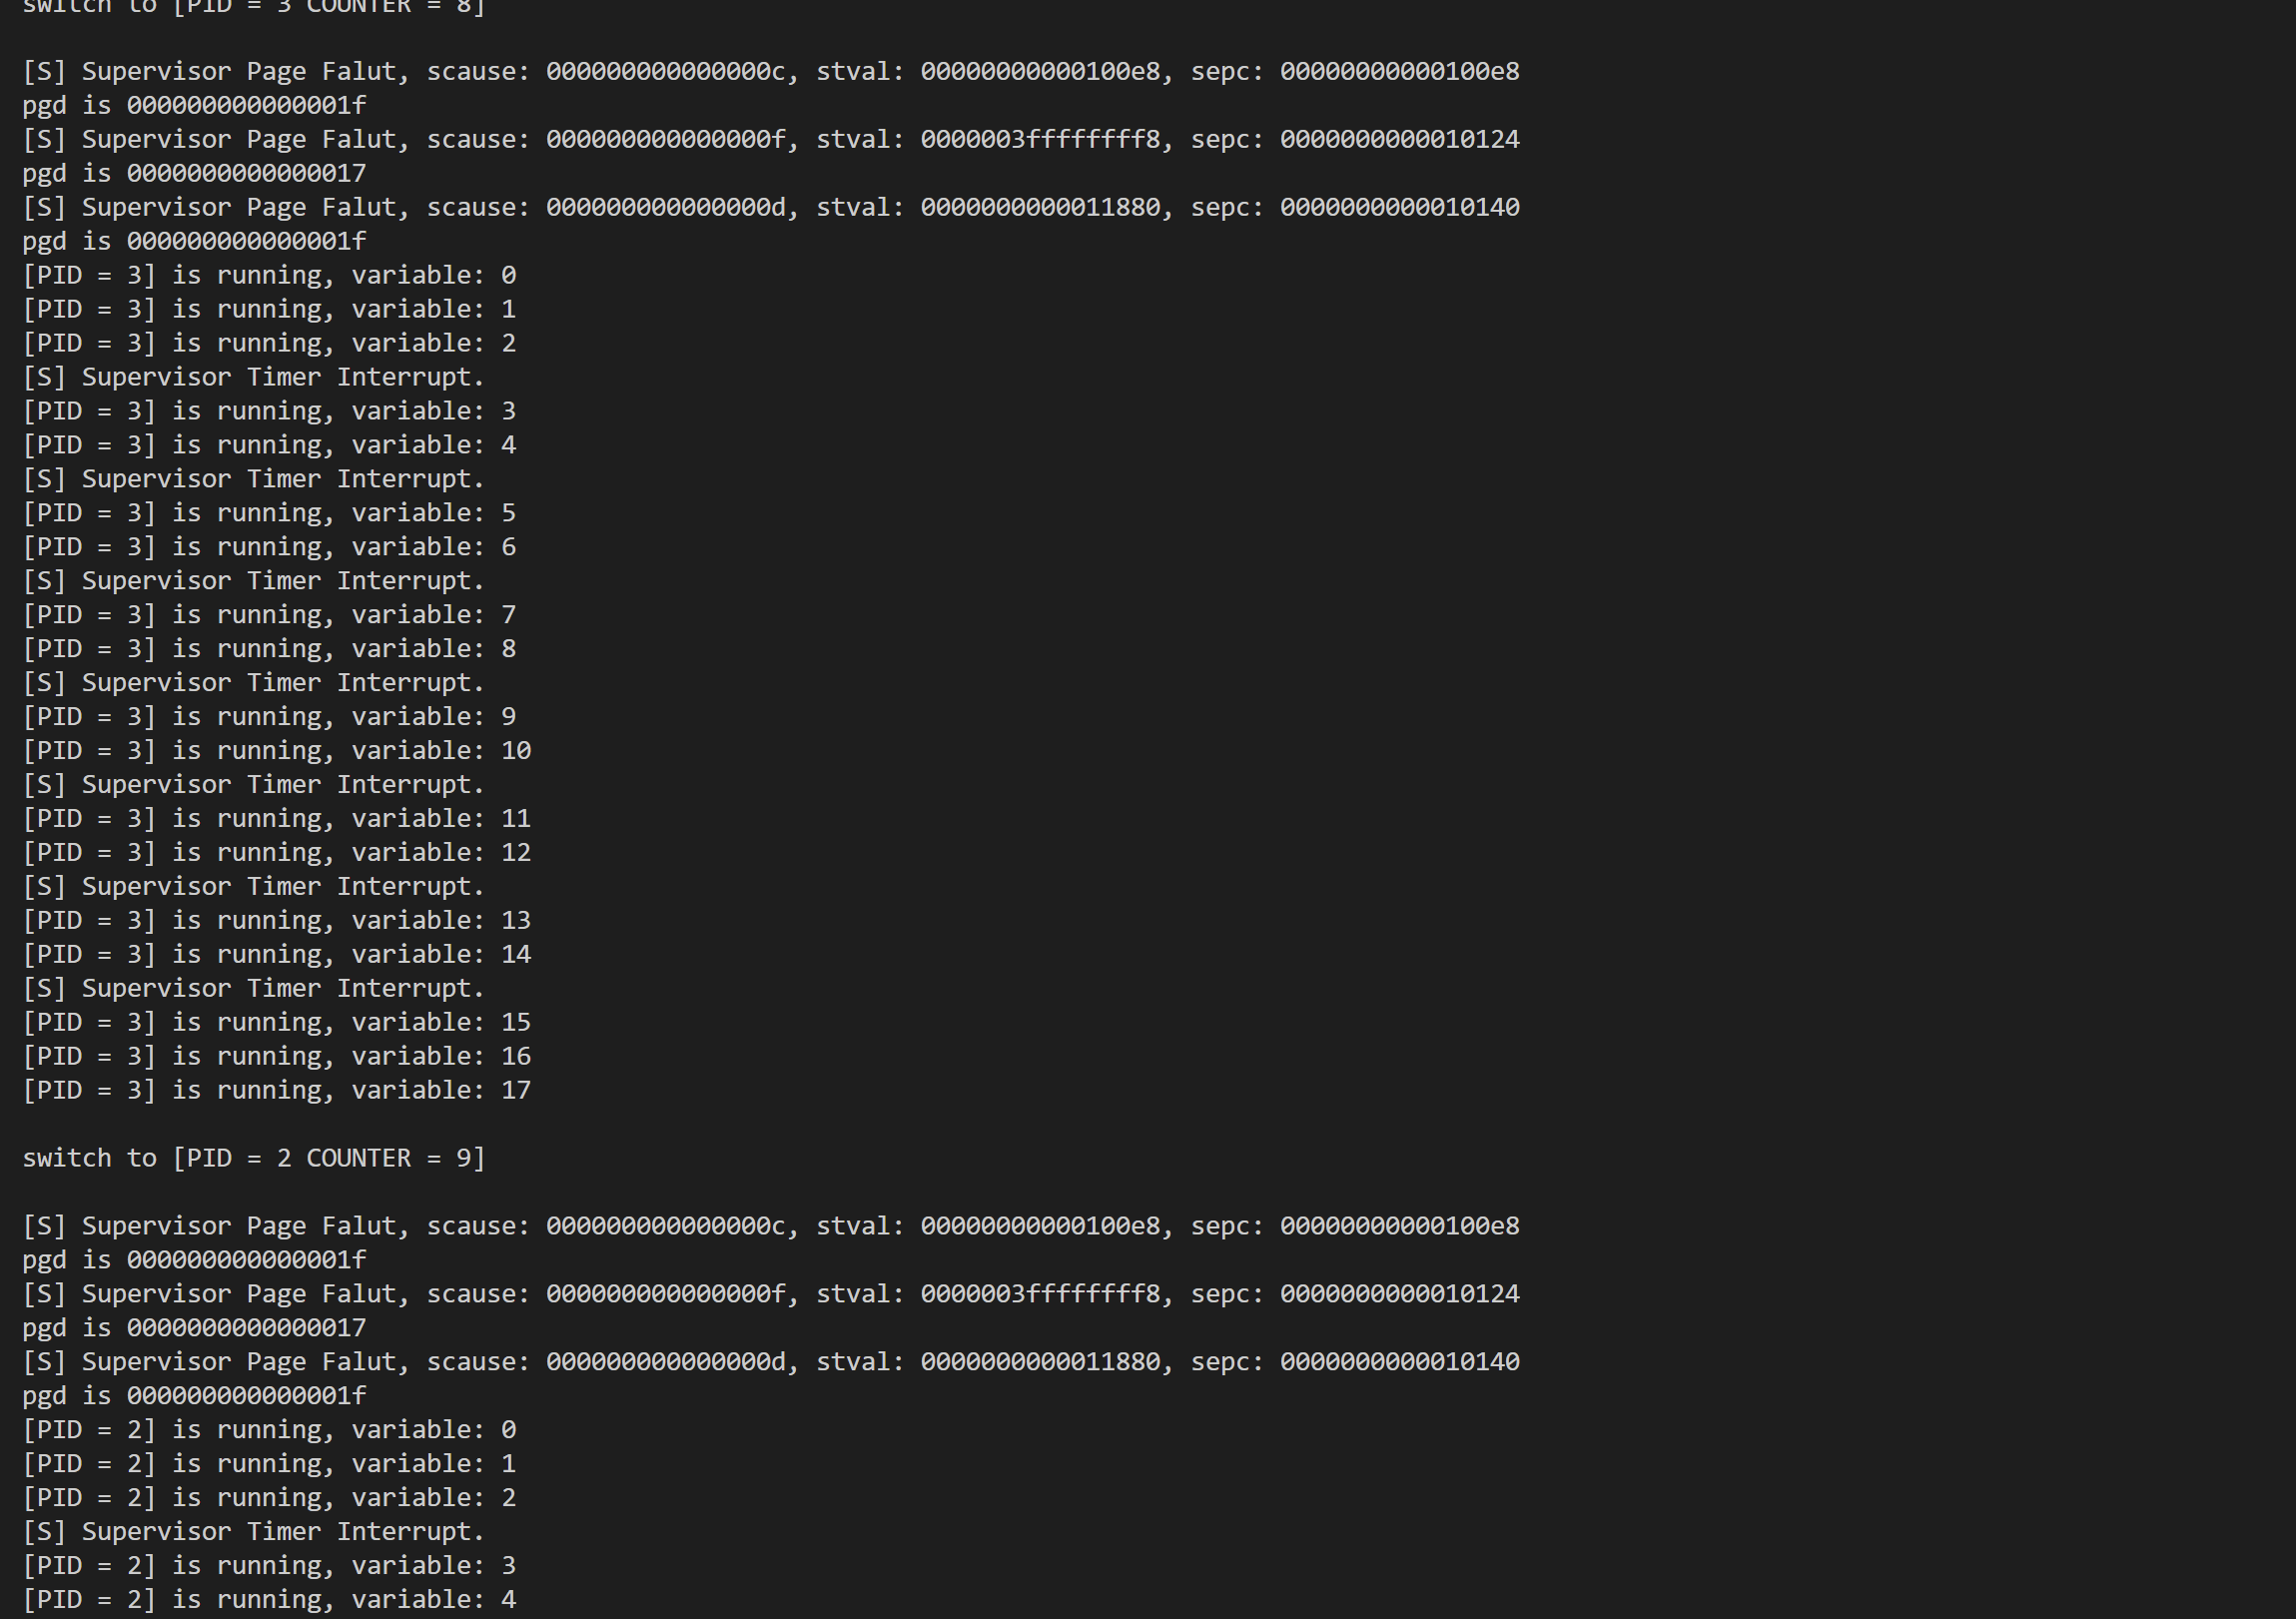 switch to [PID = 3 COUNTER = 8]
[S] Supervisor Page Falut, scause: 000000000000000c, stval: 00000000000100e8, sepc: 00000000000100e8
pgd is 000000000000001f
[S] Supervisor Page Falut, scause: 000000000000000f, stval: 0000003ffffffff8, sepc: 0000000000010124
pgd is 0000000000000017
[S] Supervisor Page Falut, scause: 000000000000000d, stval: 0000000000011880, sepc: 0000000000010140
pgd is 000000000000001f
[PID = 3] is running, variable: 0
[PID = 3] is running, variable: 1
[PID = 3] is running, variable: 2
[S] Supervisor Timer Interrupt.
[PID = 3] is running, variable: 3
[PID = 3] is running, variable: 4
[S] Supervisor Timer Interrupt.
[PID = 3] is running, variable: 5
[PID = 3] is running, variable: 6
[S] Supervisor Timer Interrupt.
[PID = 3] is running, variable: 7
[PID = 3] is running, variable: 8
[S] Supervisor Timer Interrupt.
[PID = 3] is running, variable: 9
[PID = 3] is running, variable: 10
[S] Supervisor Timer Interrupt.
[PID = 3] is running, variable: 11
[PID = 3] is running, variable: 12
[S] Supervisor Timer Interrupt.
[PID = 3] is running, variable: 13
[PID = 3] is running, variable: 14
[S] Supervisor Timer Interrupt.
[PID = 3] is running, variable: 15
[PID = 3] is running, variable: 16
[PID = 3] is running, variable: 17
switch to [PID = 2 COUNTER = 9]
[S] Supervisor Page Falut, scause: 000000000000000c, stval: 00000000000100e8, sepc: 00000000000100e8
pgd is 000000000000001f
[S] Supervisor Page Falut, scause: 000000000000000f, stval: 0000003ffffffff8, sepc: 0000000000010124
pgd is 0000000000000017
[S] Supervisor Page Falut, scause: 000000000000000d, stval: 0000000000011880, sepc: 0000000000010140
pgd is 000000000000001f
[PID = 2] is running, variable: 0
[PID = 2] is running, variable: 1
[PID = 2] is running, variable: 2
[S] Supervisor Timer Interrupt.
[PID = 2] is running, variable: 3
[PID = 2] is running, variable: 4